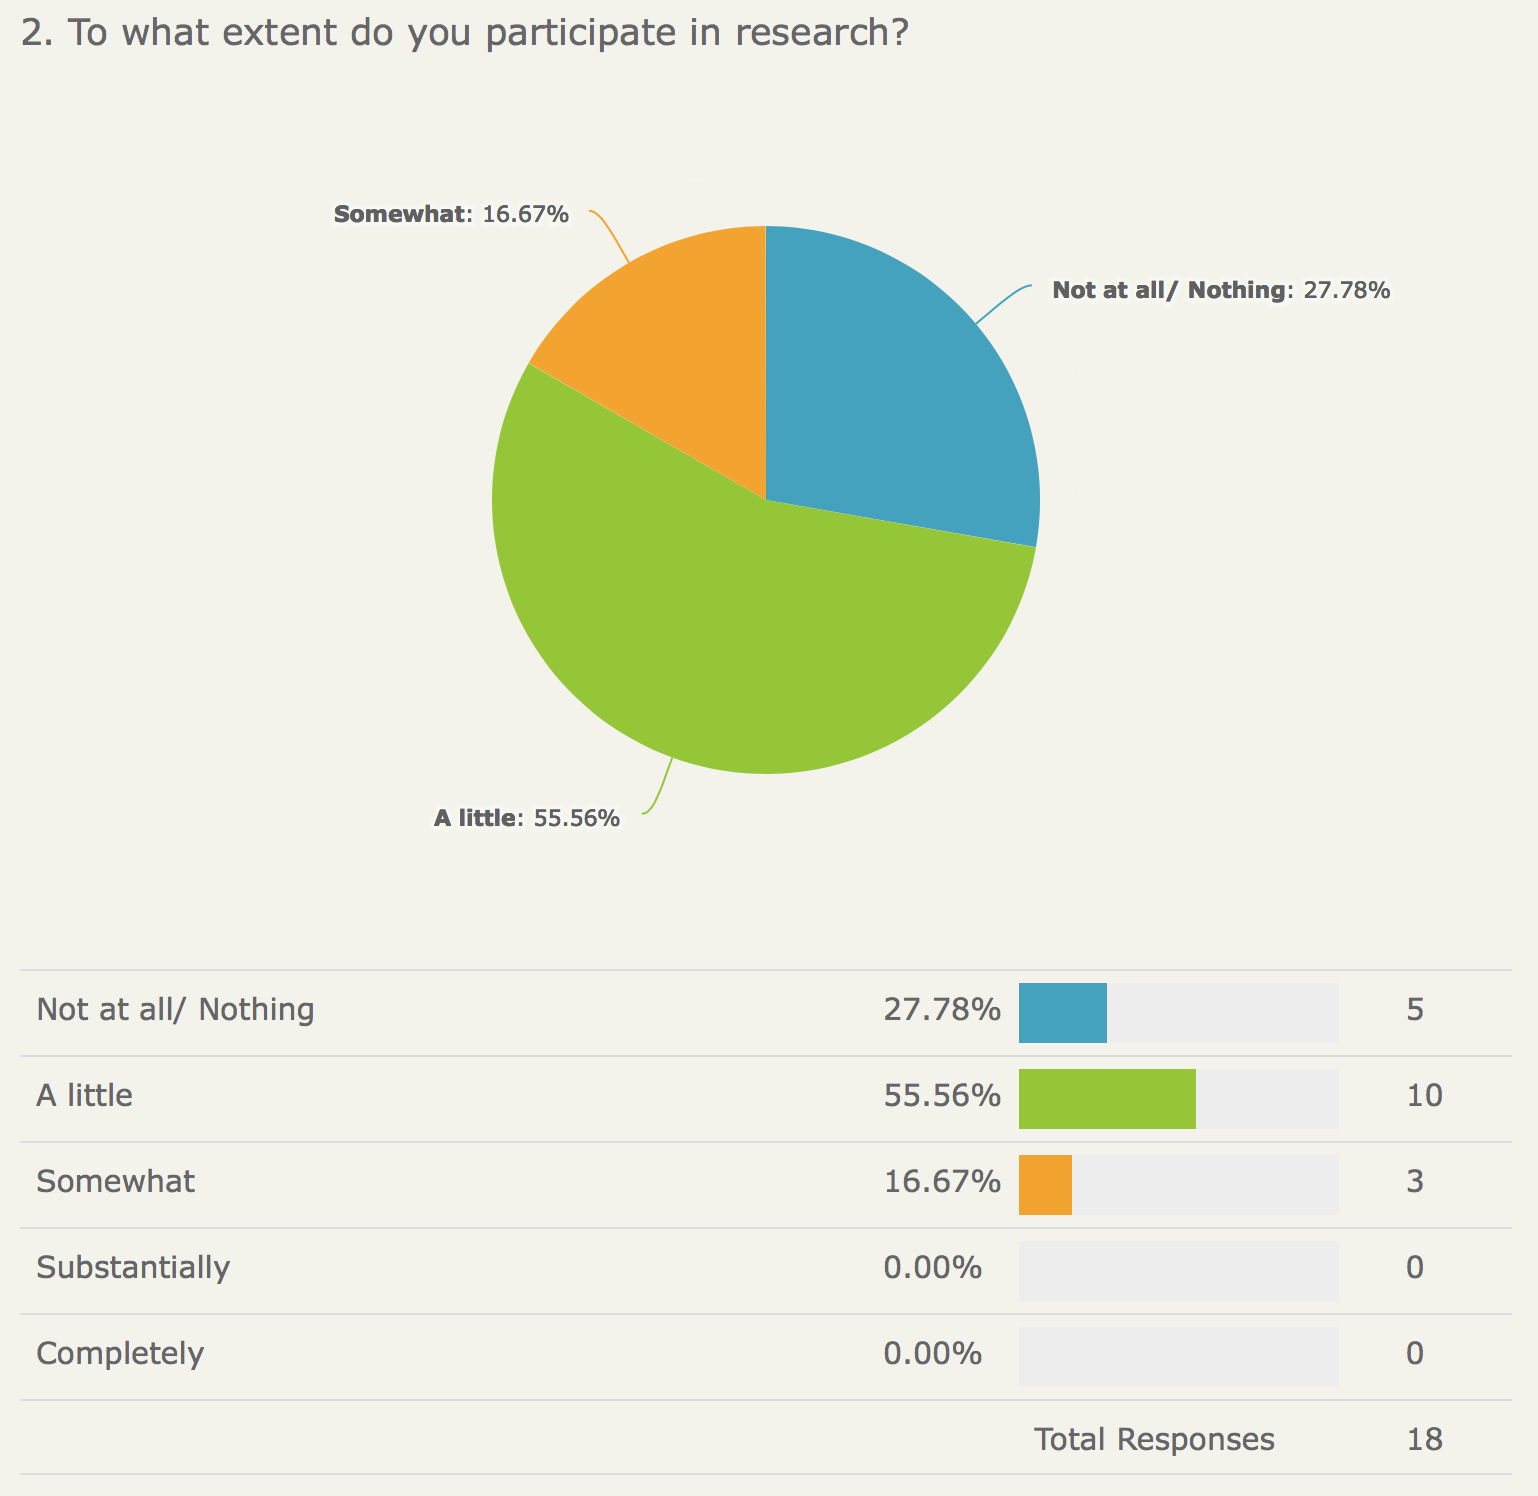 2. To what extent do you participate in research?
Somewhat: 16.67%
Not at all/ Nothing: 27.78%
A little: 55.56%
Not at all/ Nothing 27.78% 5
A little 55.56% 10
Somewhat 16.67% 3
Substantially 0.00% 0
Completely 0.00% 0
Total Responses 18